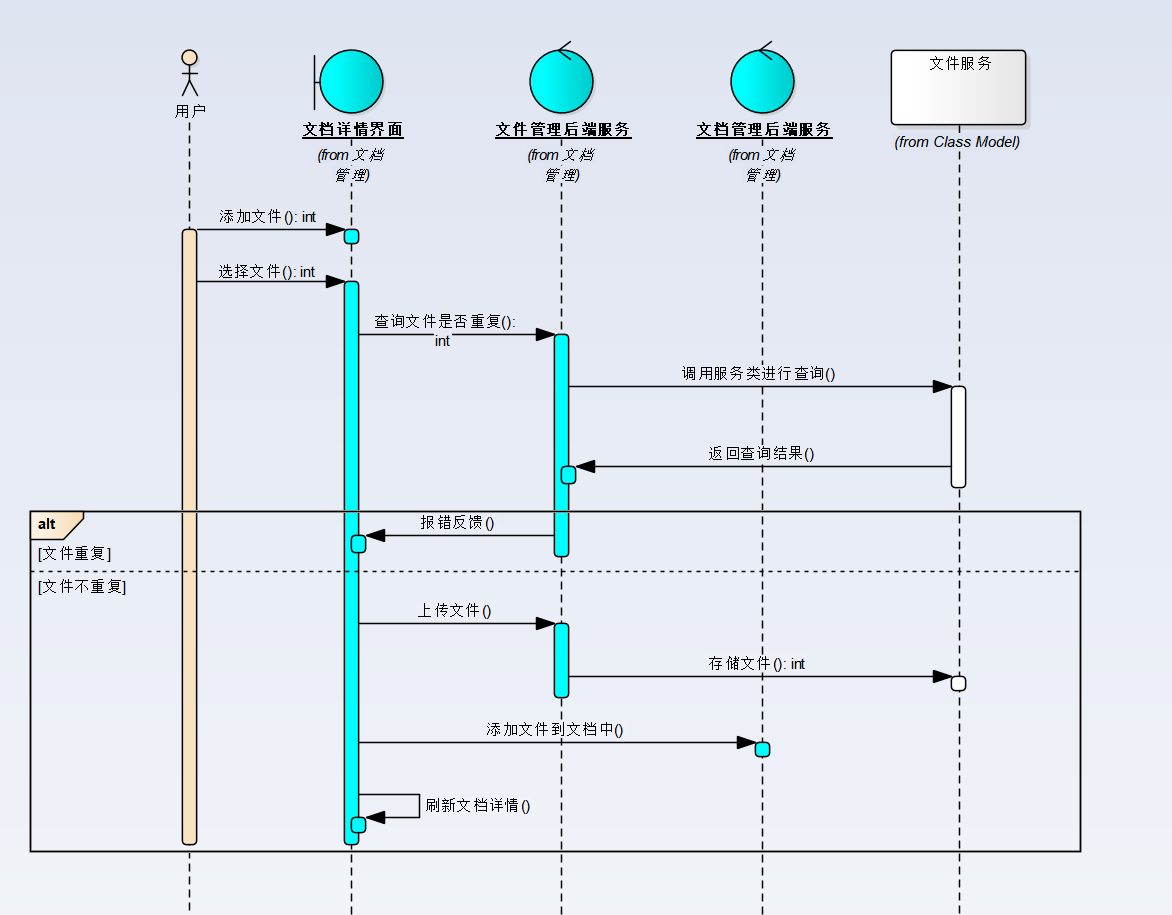 用户
文档详情界面
(from 文档
管理)
文件管理后端服务
(from 文档
管理)
文档管理后端服务
(from 文档
管理)
文件服务
(from Class Model)
添加文件(): int
选择文件(): int
查询文件是否重复():
int
调用服务类进行查询()
返回查询结果()
alt
报错反馈()
[文件重复]
[文件不重复]
上传文件()
存储文件(): int
添加文件到文档中()
刷新文档详情()